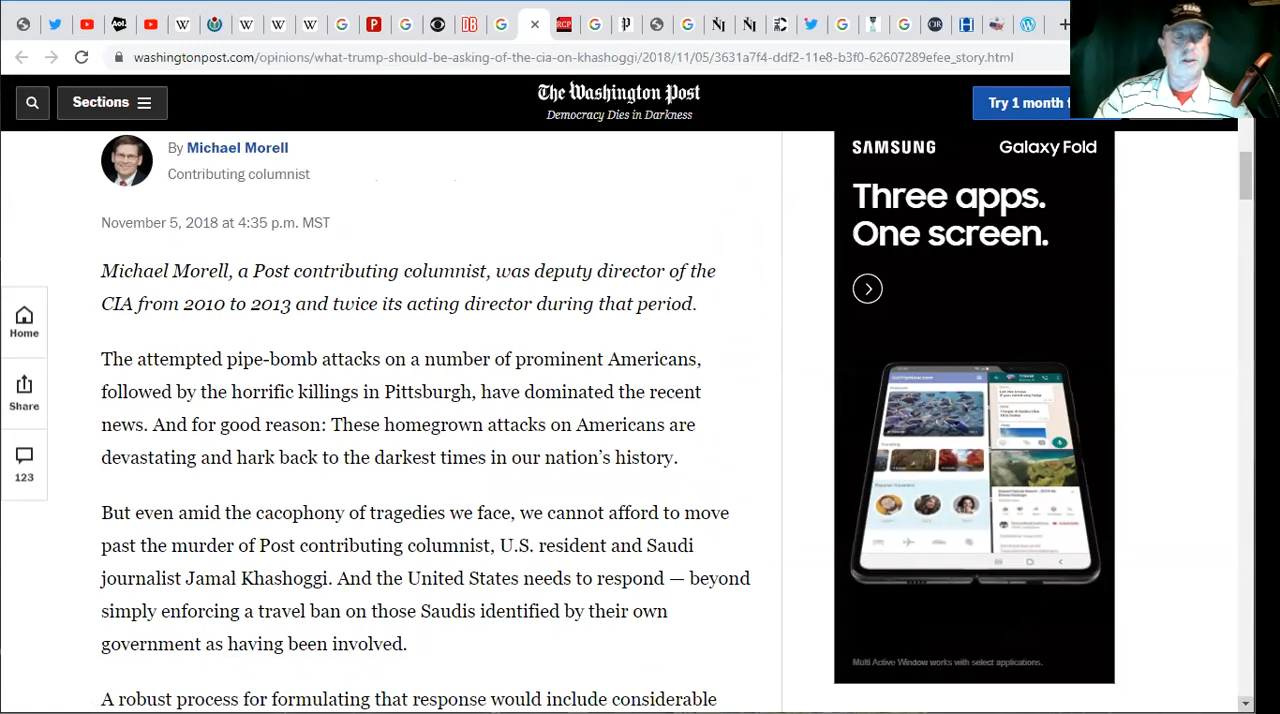 washingtonpost.com/opinions/what-trump-should-be-asking-of-the-cia-on-khashoggi/2018/11/05/3631a7f4-ddf2-11e8-b3f0-62607289efee_story.html
Sections
The Washington Post
Democracy Dies in Darkness
Try 1 month
By Michael Morell
Contributing columnist
November 5, 2018 at 4:35 p.m. MST
Michael Morell, a Post contributing columnist, was deputy director of the
CIA from 2010 to 2013 and twice its acting director during that period.
The attempted pipe-bomb attacks on a number of prominent Americans,
followed by the horrific killings in Pittsburgh, have dominated the recent
news. And for good reason: These homegrown attacks on Americans are
devastating and hark back to the darkest times in our nation's history.
But even amid the cacophony of tragedies we face, we cannot afford to move
past the murder of Post contributing columnist, U.S. resident and Saudi
journalist Jamal Khashoggi. And the United States needs to respond — beyond
simply enforcing a travel ban on those Saudis identified by their own
government as having been involved.
A robust process for formulating that response would include considerable
Home
Share
123
SAMSUNG
Galaxy Fold
Three apps.
One screen.
Multi Active Window works with select applications.